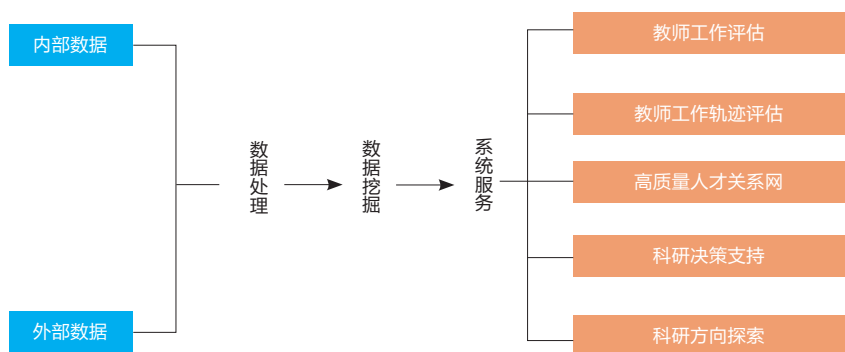 内部数据
外部数据
数据处理
数据挖掘
系统服务
教师工作评估
教师工作轨迹评估
高质量人才关系网
科研决策支持
科研方向探索